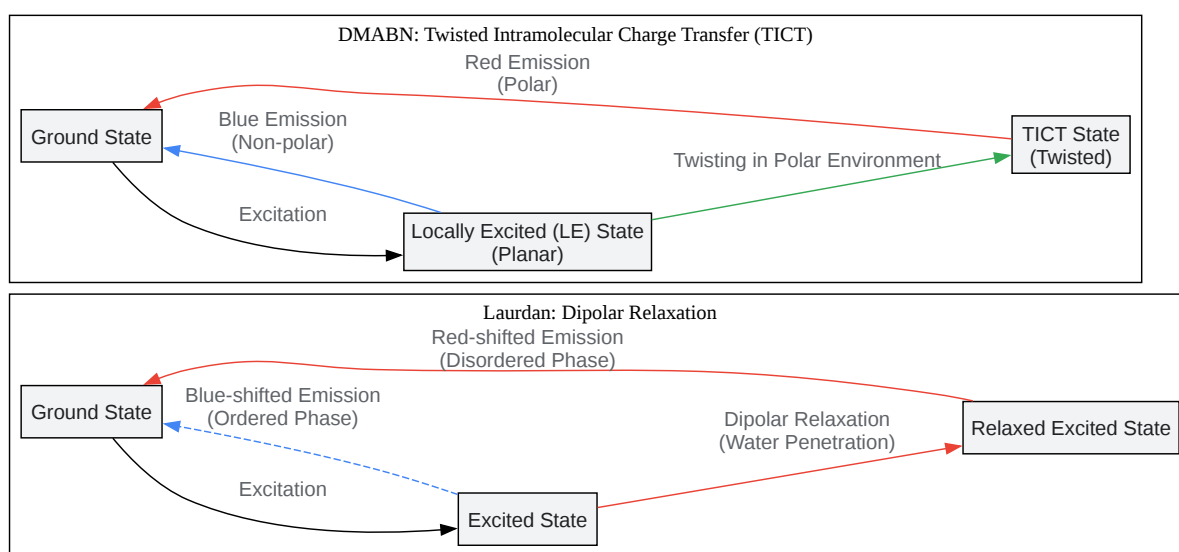 DMABN: Twisted Intramolecular Charge Transfer (TICT)
Red Emission
(Polar)
Ground State
Blue Emission
(Non-polar)
TICT State
(Twisted)
Twisting in Polar Environment
Excitation
Locally Excited (LE) State
(Planar)
Laurdan: Dipolar Relaxation
Red-shifted Emission
(Disordered Phase)
Ground State
Blue-shifted Emission
(Ordered Phase)
Dipolar Relaxation
(Water Penetration)
Relaxed Excited State
Excitation
Excited State